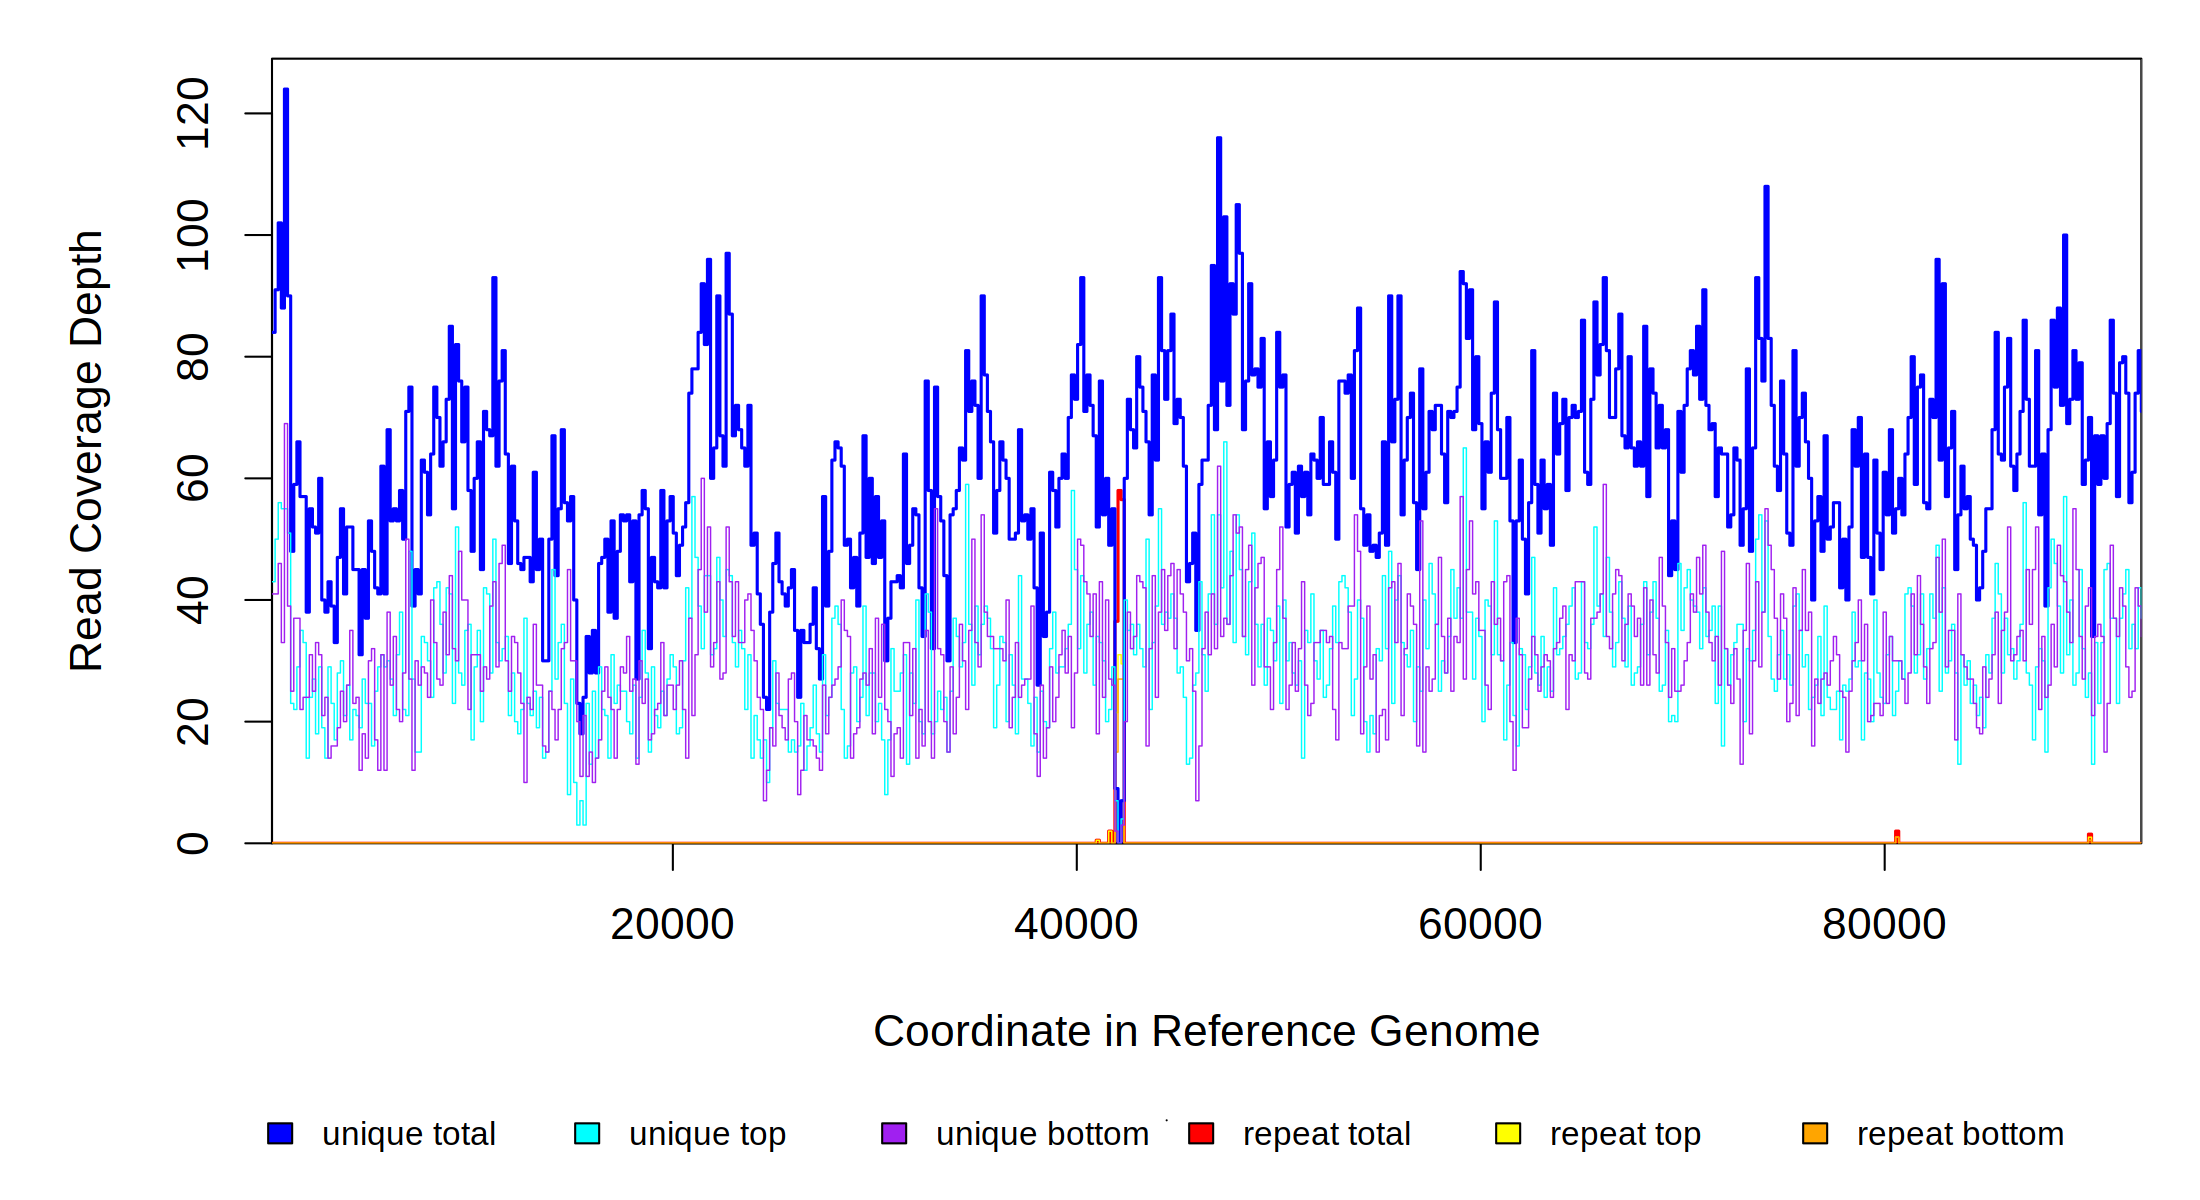 Read Coverage Depth
120
100
80
60
40
20
0
20000 40000 60000 80000
Coordinate in Reference Genome
unique total unique top unique bottom repeat total repeat top repeat bottom